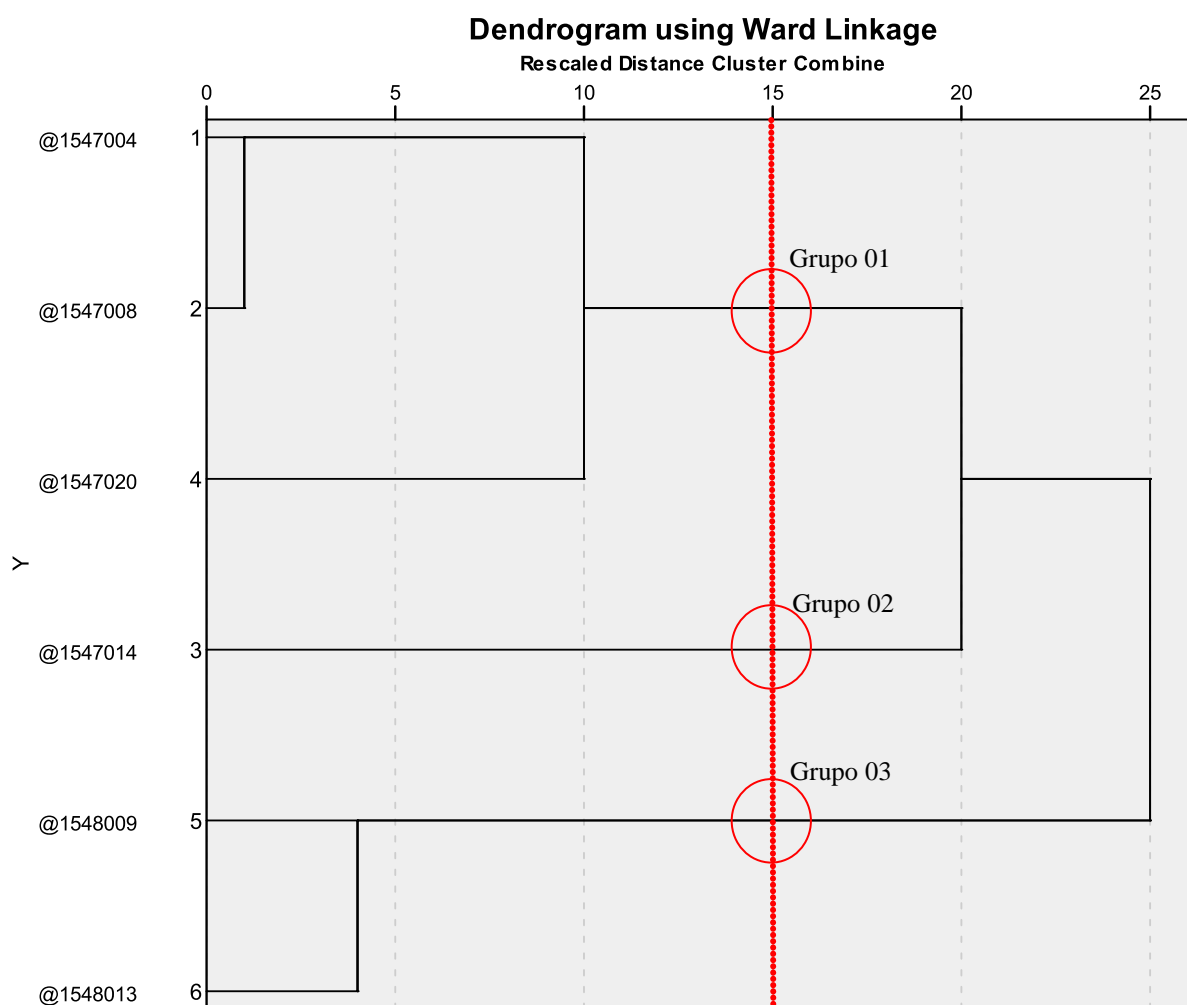 Dendrogram using Ward Linkage
Rescaled Distance Cluster Combine
0 5 10 15 20 25
@1547004 1
Grupo 01
@1547008 2
@1547020 4
Y
Grupo 02
@1547014 3
Grupo 03
@1548009 5
@1548013 6